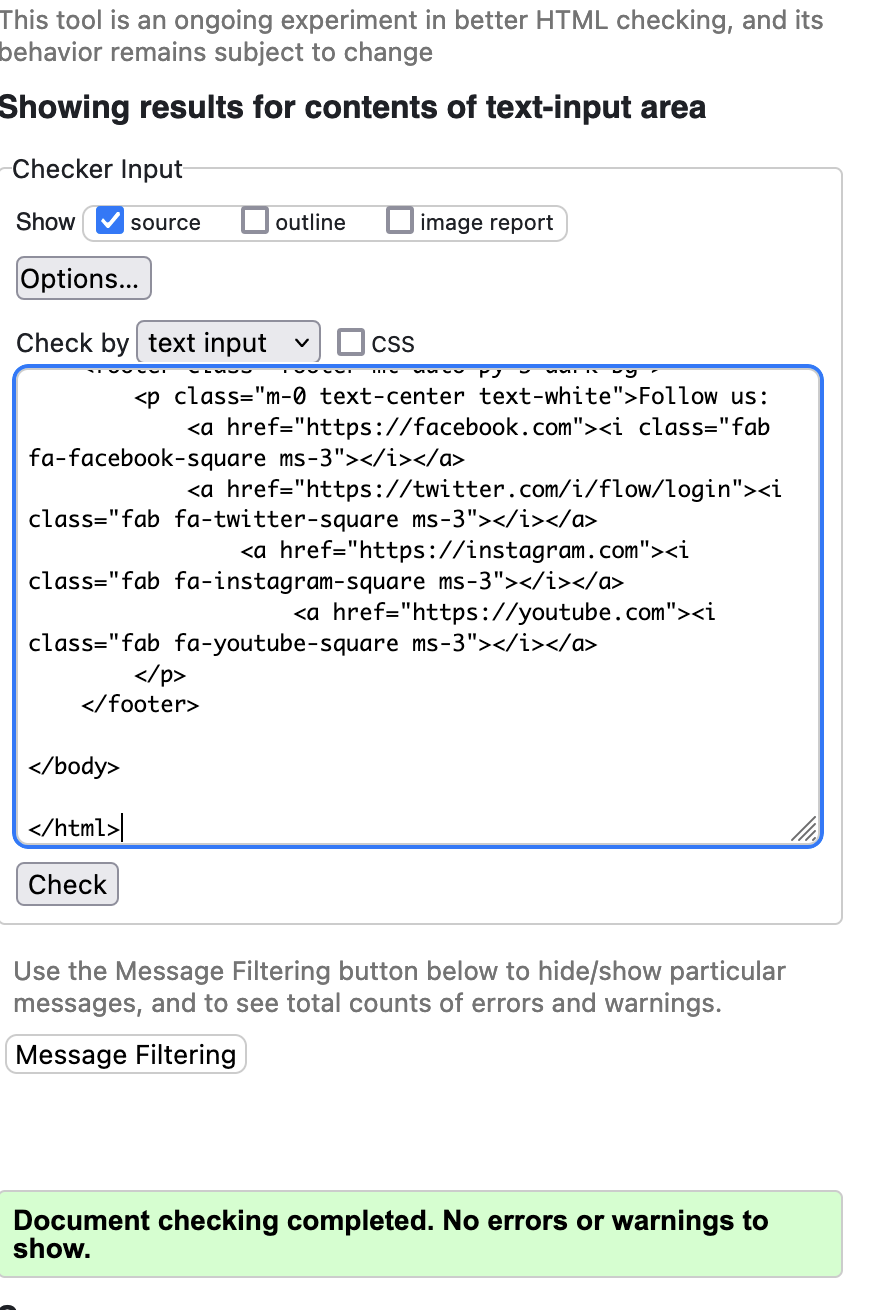 This tool is an ongoing experiment in better HTML checking, and its
behavior remains subject to change
Showing results for contents of text-input area
Checker Input
Show source outline image report
Options...
Check by text input CSS
<p class="m-0 text-center text-white">Follow us:
<a href="https://facebook.com"><i class="fab
fa-facebook-square ms-3"></i></a>
<a href="https://twitter.com/i/flow/login"><i
class="fab fa-twitter-square ms-3"></i></a>
<a href="https://instagram.com"><i
class="fab fa-instagram-square ms-3"></i></a>
<a href="https://youtube.com"><i
class="fab fa-youtube-square ms-3"></i></a>
</p>
</footer>
</body>
</html>
Check
Use the Message Filtering button below to hide/show particular
messages, and to see total counts of errors and warnings.
Message Filtering
Document checking completed. No errors or warnings to
show.